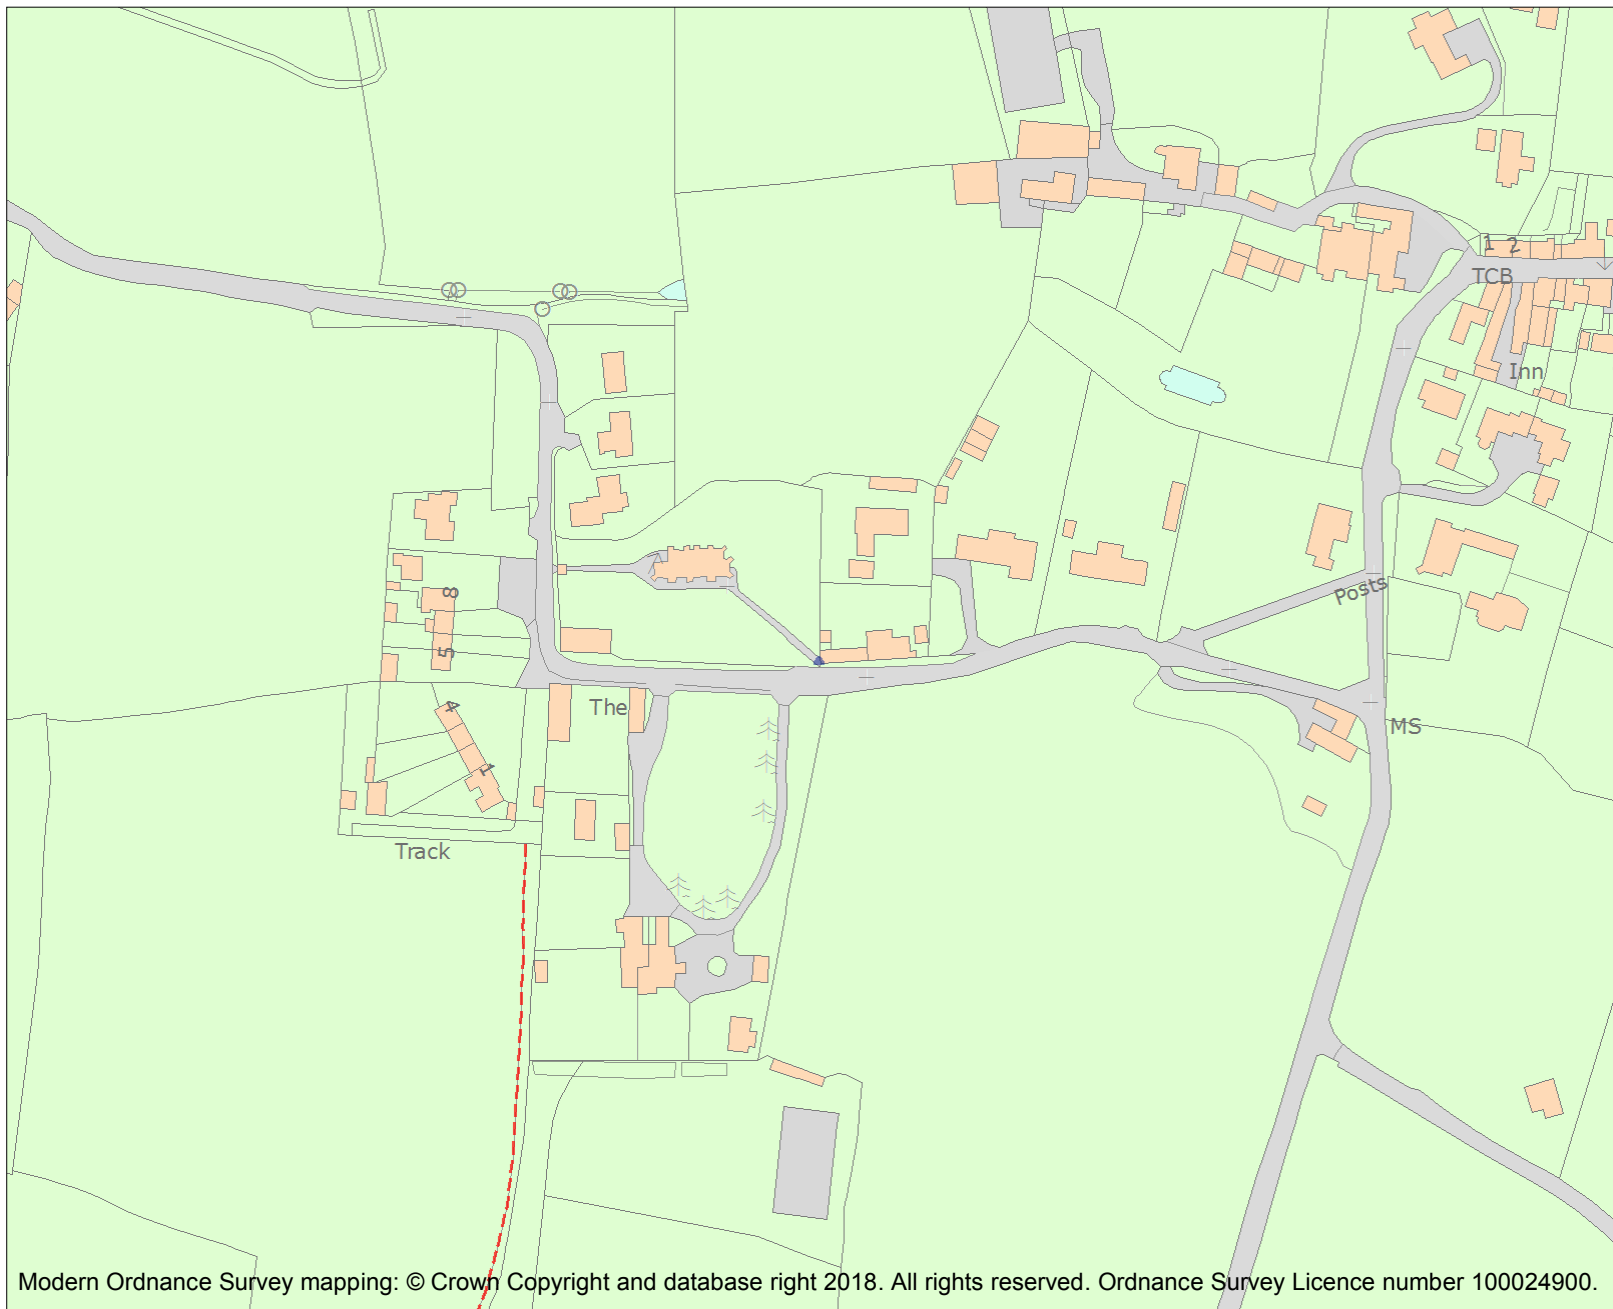 1 2
TCB
Inn
Posts
8
5
The
4
1
MS
Track
Modern Ordnance Survey mapping: © Crown Copyright and database right 2018. All rights reserved. Ordnance Survey Licence number 100024900.